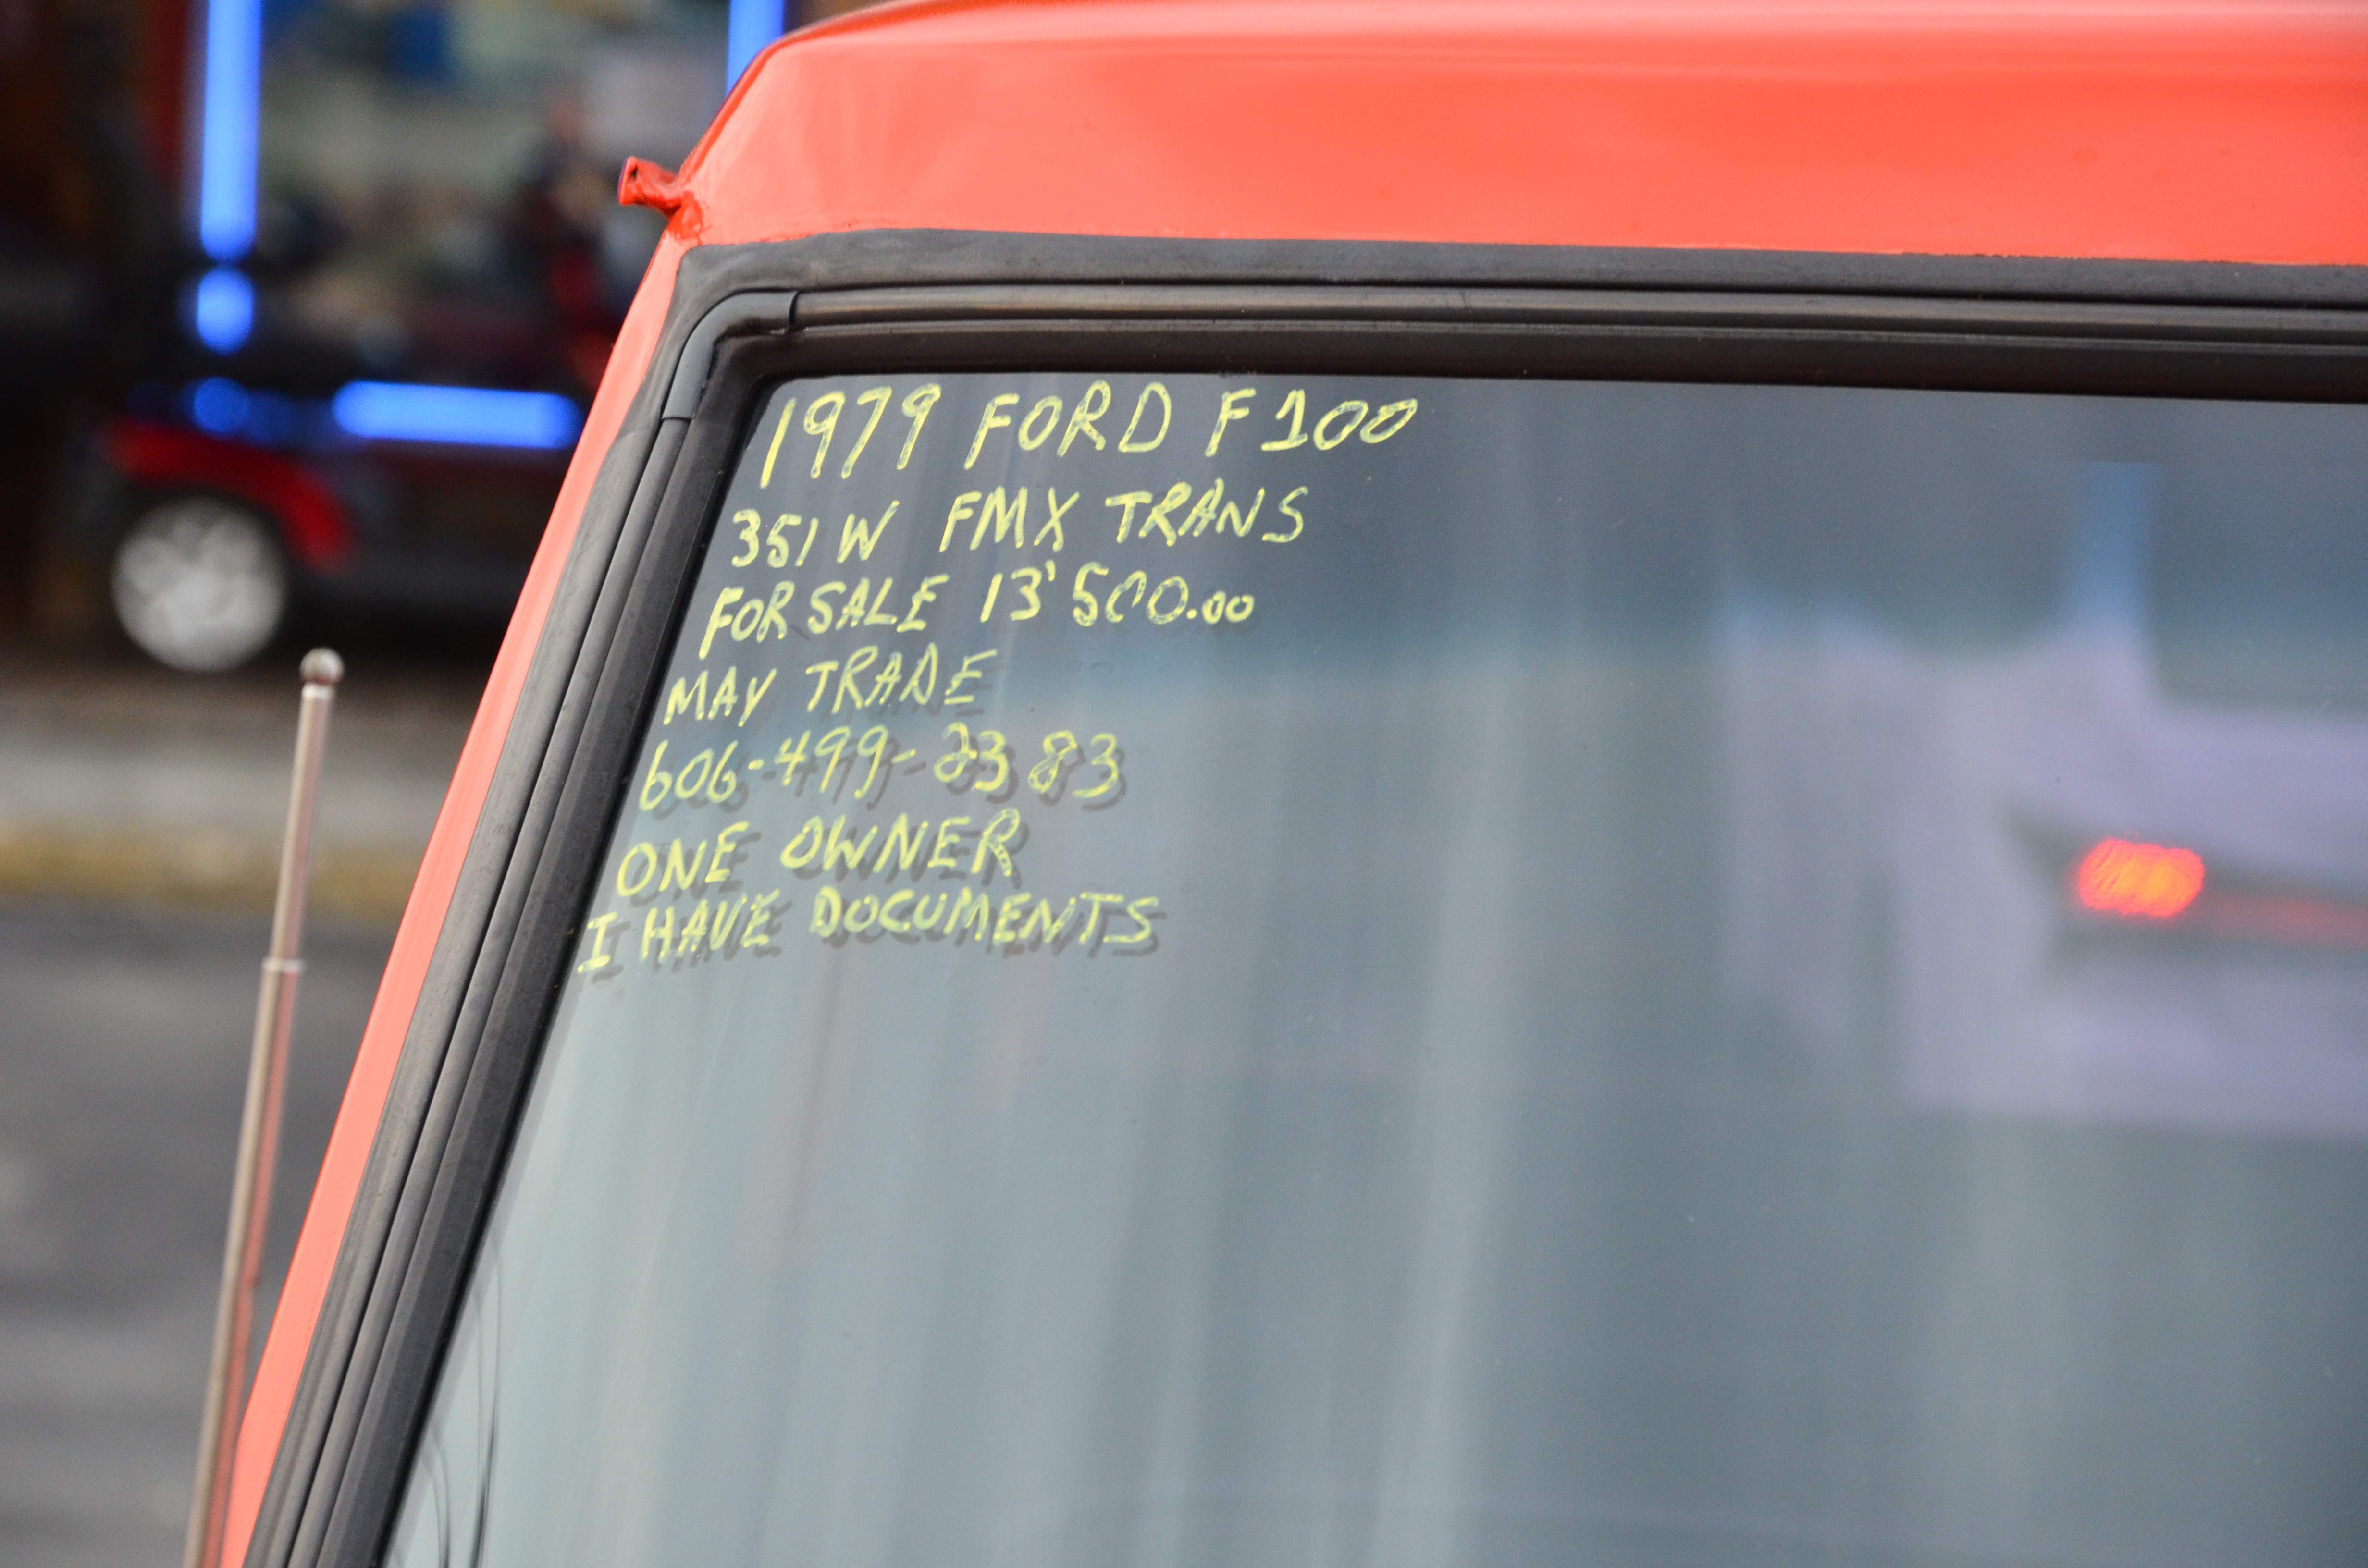 1979 FORD F100
351W FMX TRANS
FOR SALE 13'500.00
MAY TRADE
606-499-2383
ONE OWNER
I HAVE DOCUMENTS